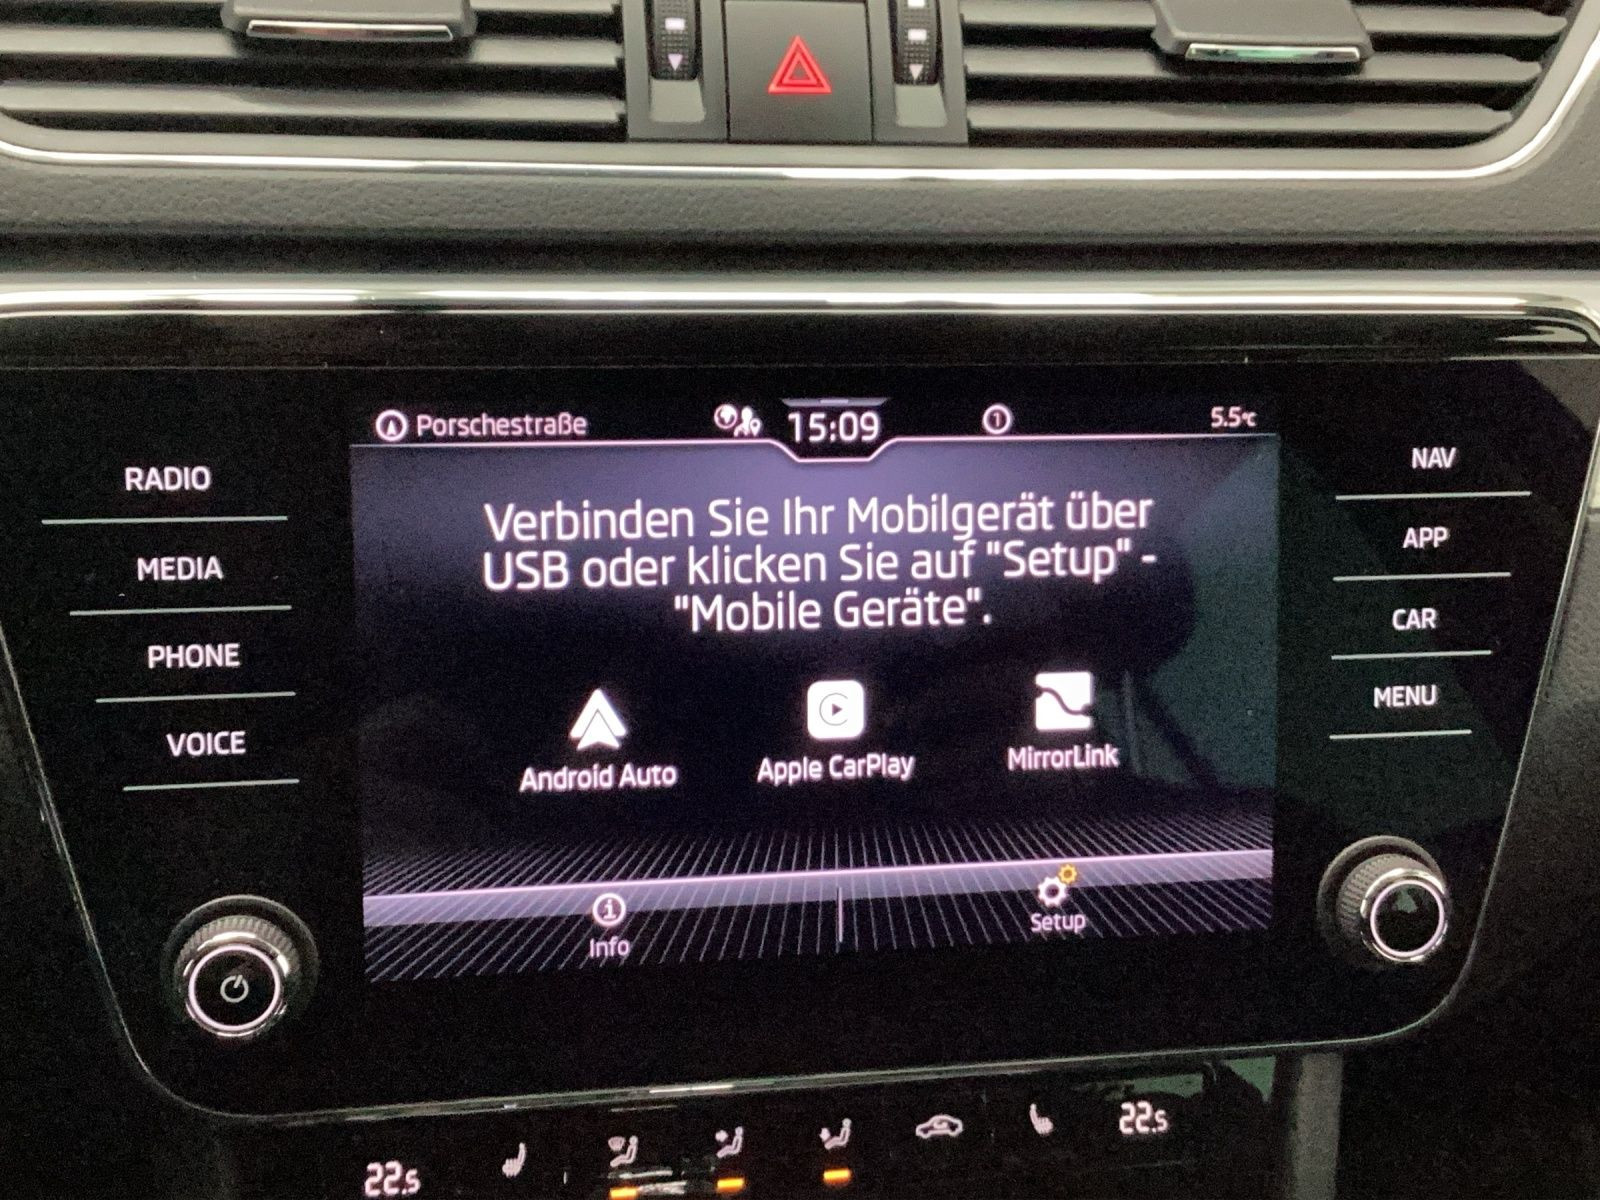 Porschestraße 15:09 1 5.5°C
RADIO
MEDIA
PHONE
VOICE
Verbinden Sie Ihr Mobilgerät über
USB oder klicken Sie auf "Setup" -
"Mobile Geräte".
Android Auto
Apple CarPlay
MirrorLink
Info
Setup
NAV
APP
CAR
MENU
22.5
22.5